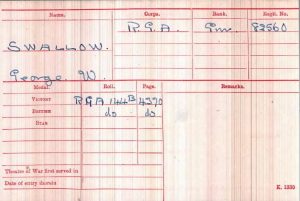 Name. Corps. Rank. Regtl. No.
SWALLOW. R.G.A. Gnr. 82560
George. W.
Medal. Roll. Page. Remarks.
Victory RGA 144B 4370
British do do
Star
Theatre of War first served in
Date of entry therein
K. 1380